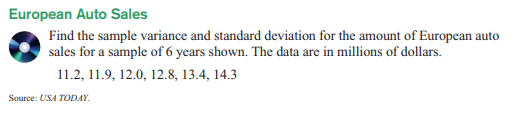 European Auto Sales
Find the sample variance and standard deviation for the amount of European auto
sales for a sample of 6 years shown. The data are in millions of dollars.
11.2, 11.9, 12.0, 12.8, 13.4, 14.3
Source: USA TODAY.